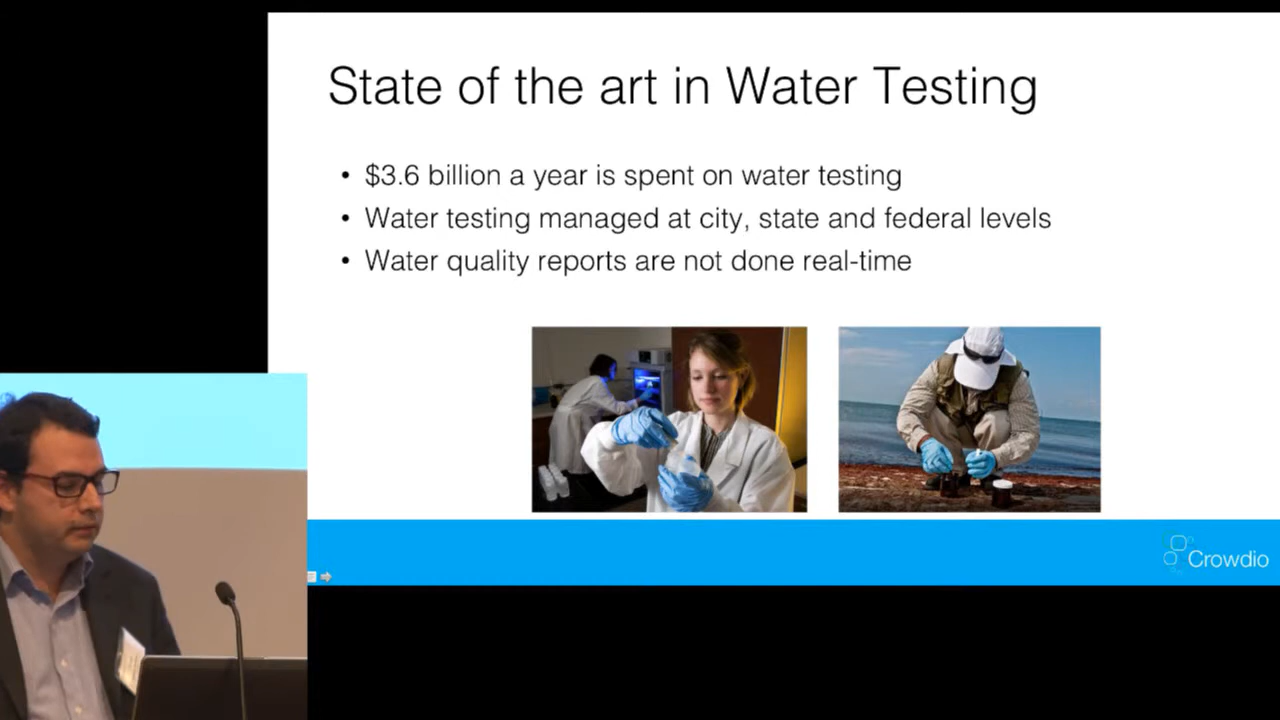 State of the art in Water Testing
• $3.6 billion a year is spent on water testing
• Water testing managed at city, state and federal levels
• Water quality reports are not done real-time
Crowdio